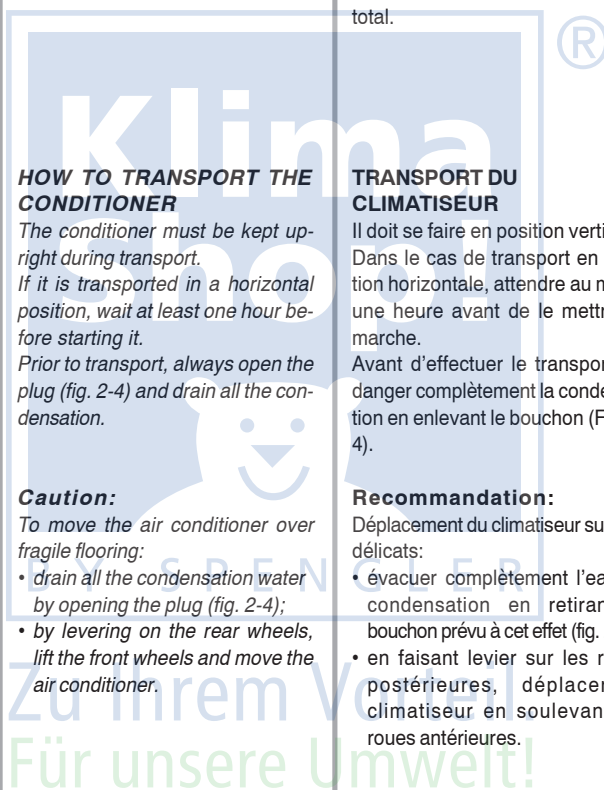 total.
HOW TO TRANSPORT THE
CONDITIONER
The conditioner must be kept up-
right during transport.
If it is transported in a horizontal
position, wait at least one hour be-
fore starting it.
Prior to transport, always open the
plug (fig. 2-4) and drain all the con-
densation.
Caution:
To move the air conditioner over
fragile flooring:
• drain all the condensation water
by opening the plug (fig. 2-4);
• by levering on the rear wheels,
lift the front wheels and move the
air conditioner.
TRANSPORT DU
CLIMATISEUR
Il doit se faire en position verti
Dans le cas de transport en
tion horizontale, attendre au m
une heure avant de le mettr
marche.
Avant d'effectuer le transpor
danger complètement la conde
tion en enlevant le bouchon (F
4).
Recommandation:
Déplacement du climatiseur su
délicats:
• évacuer complètement l'ea
condensation en retiran
bouchon prévu à cet effet (fig.
• en faisant levier sur les r
postérieures, déplacer
climatiseur en soulevan
roues antérieures.
Klima
Shop!
®
BY SPENGLER
Zu Ihrem Vorteil.
Für unsere Umwelt!